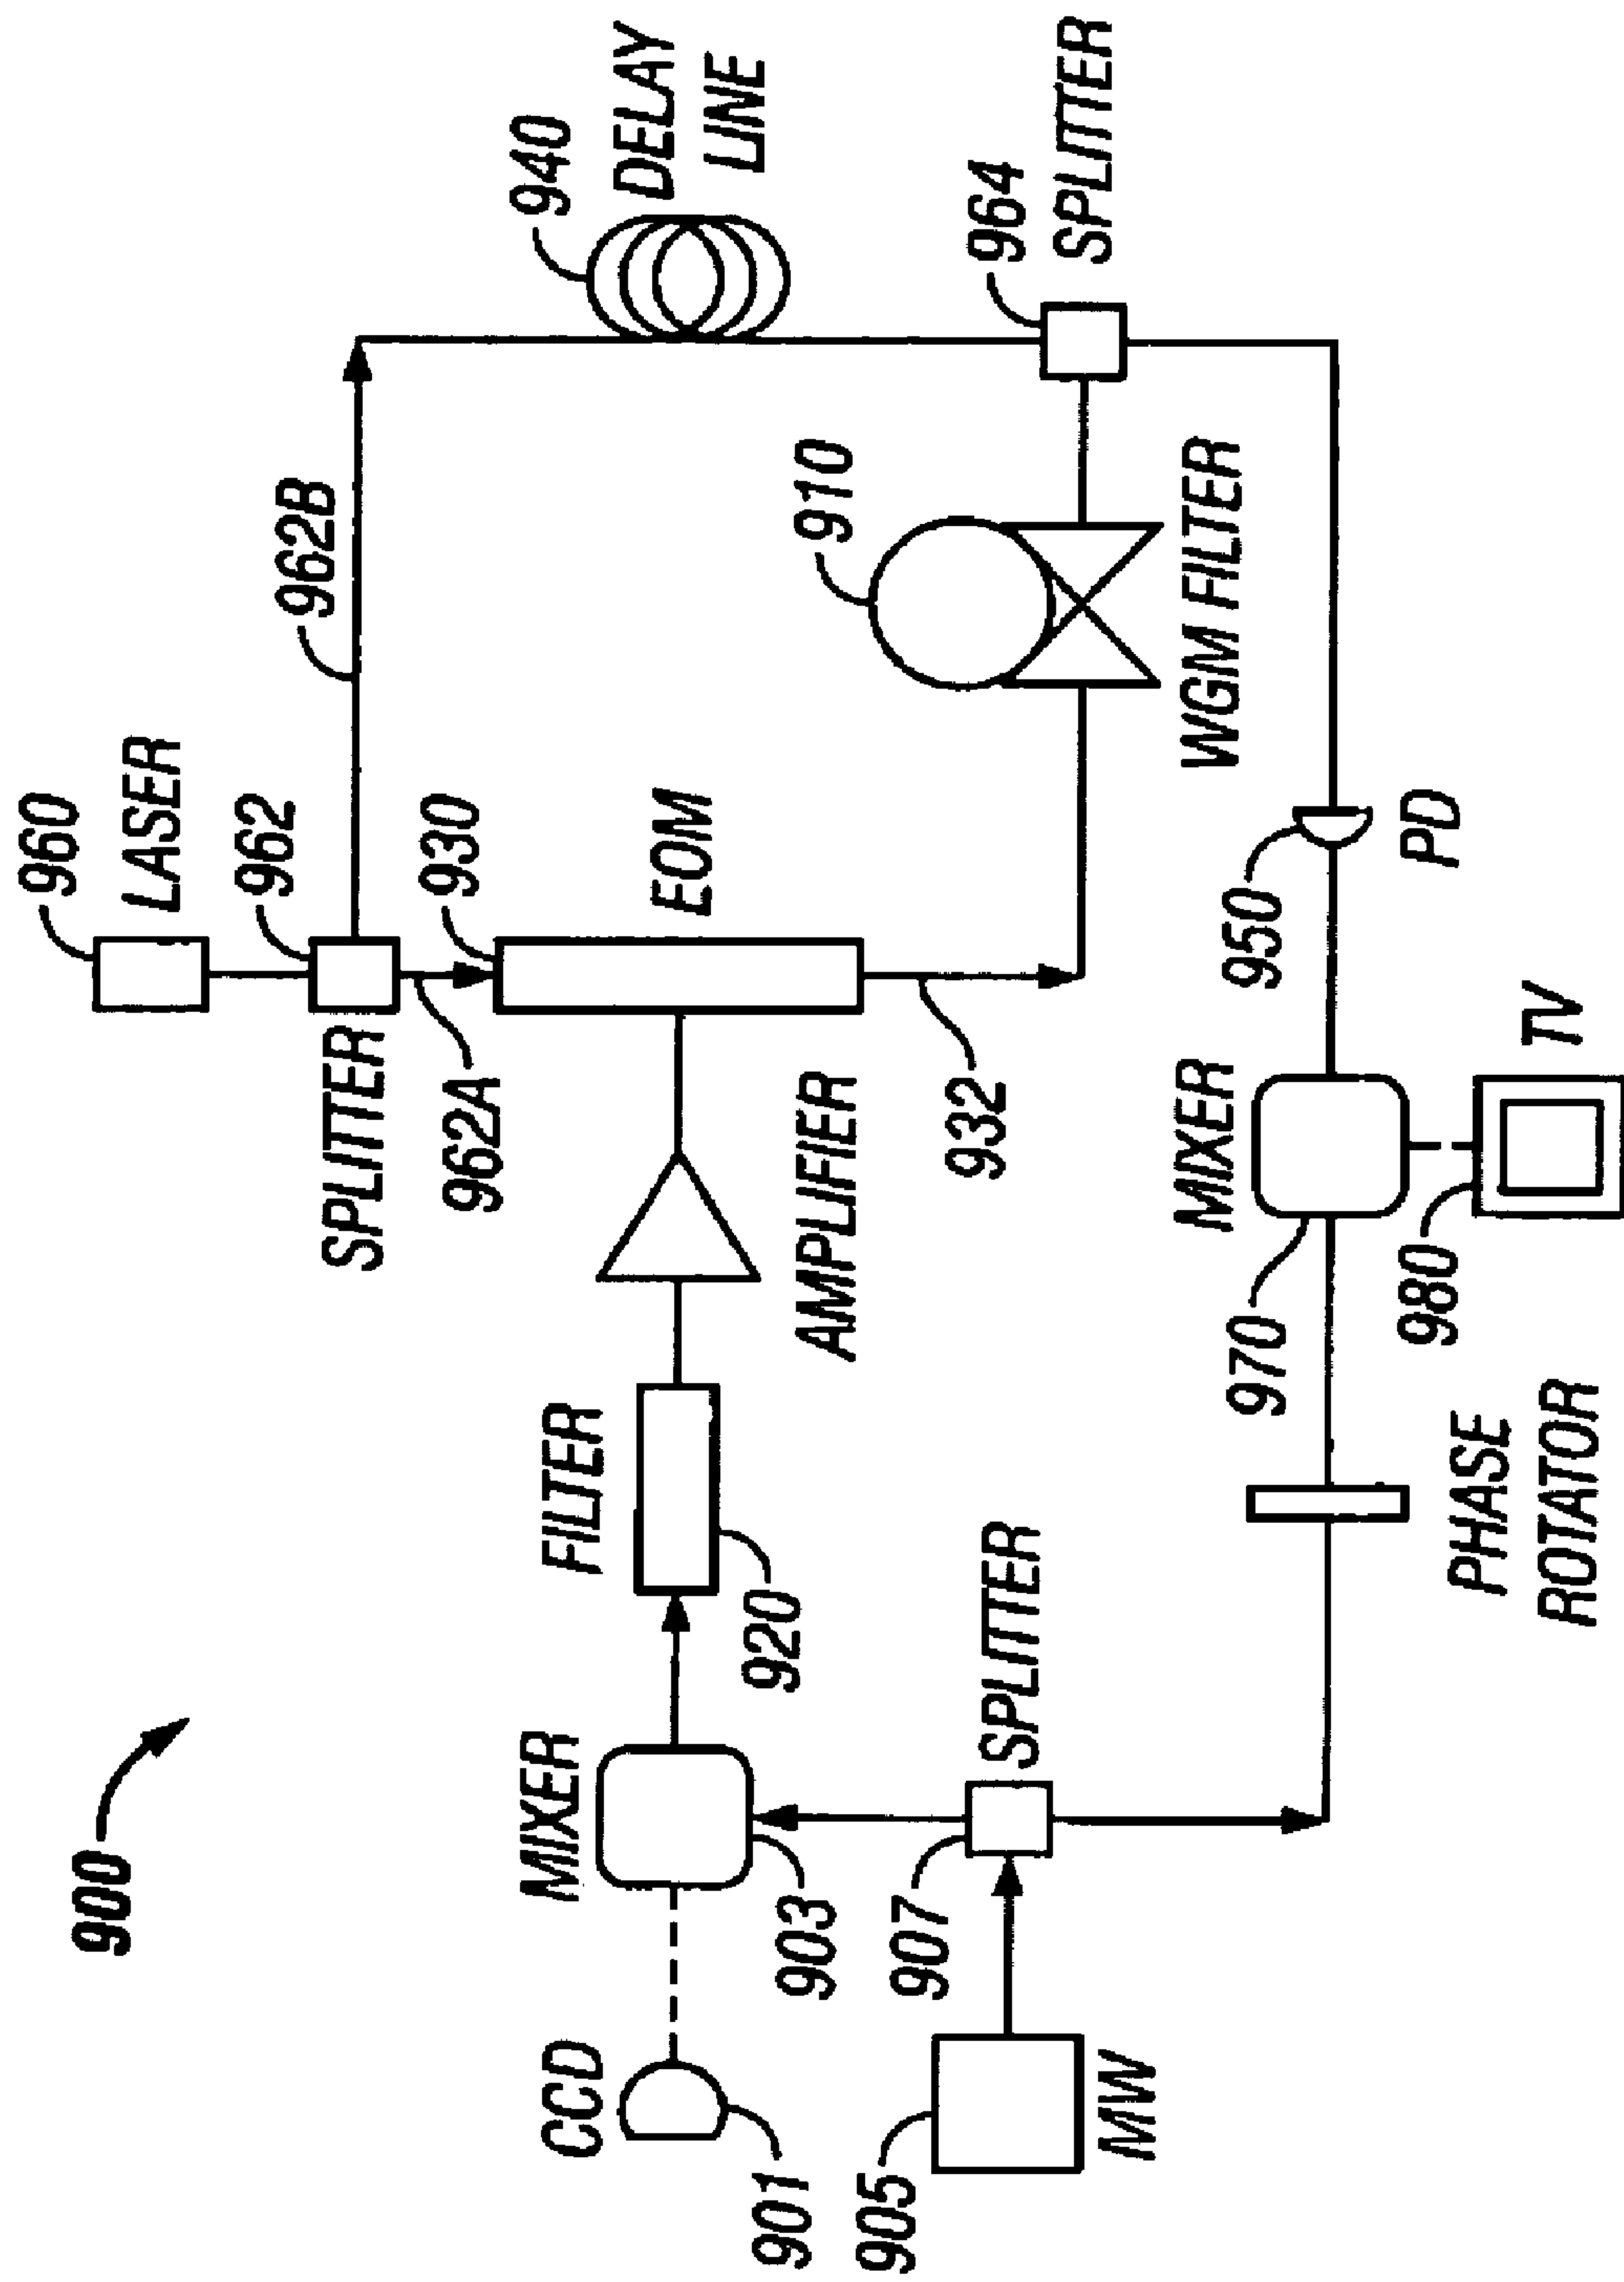 900
960
LASER
962
SPLITTER
962A
962B
930
EOM
932
940
DELAY
LINE
964
SPLITTER
910
WGM FILTER
CCD
901
MIXER
903
FILTER
920
AMPLIFIER
905
MW
907
SPLITTER
PHASE
ROTATOR
MIXER
970
980
TV
950
PD